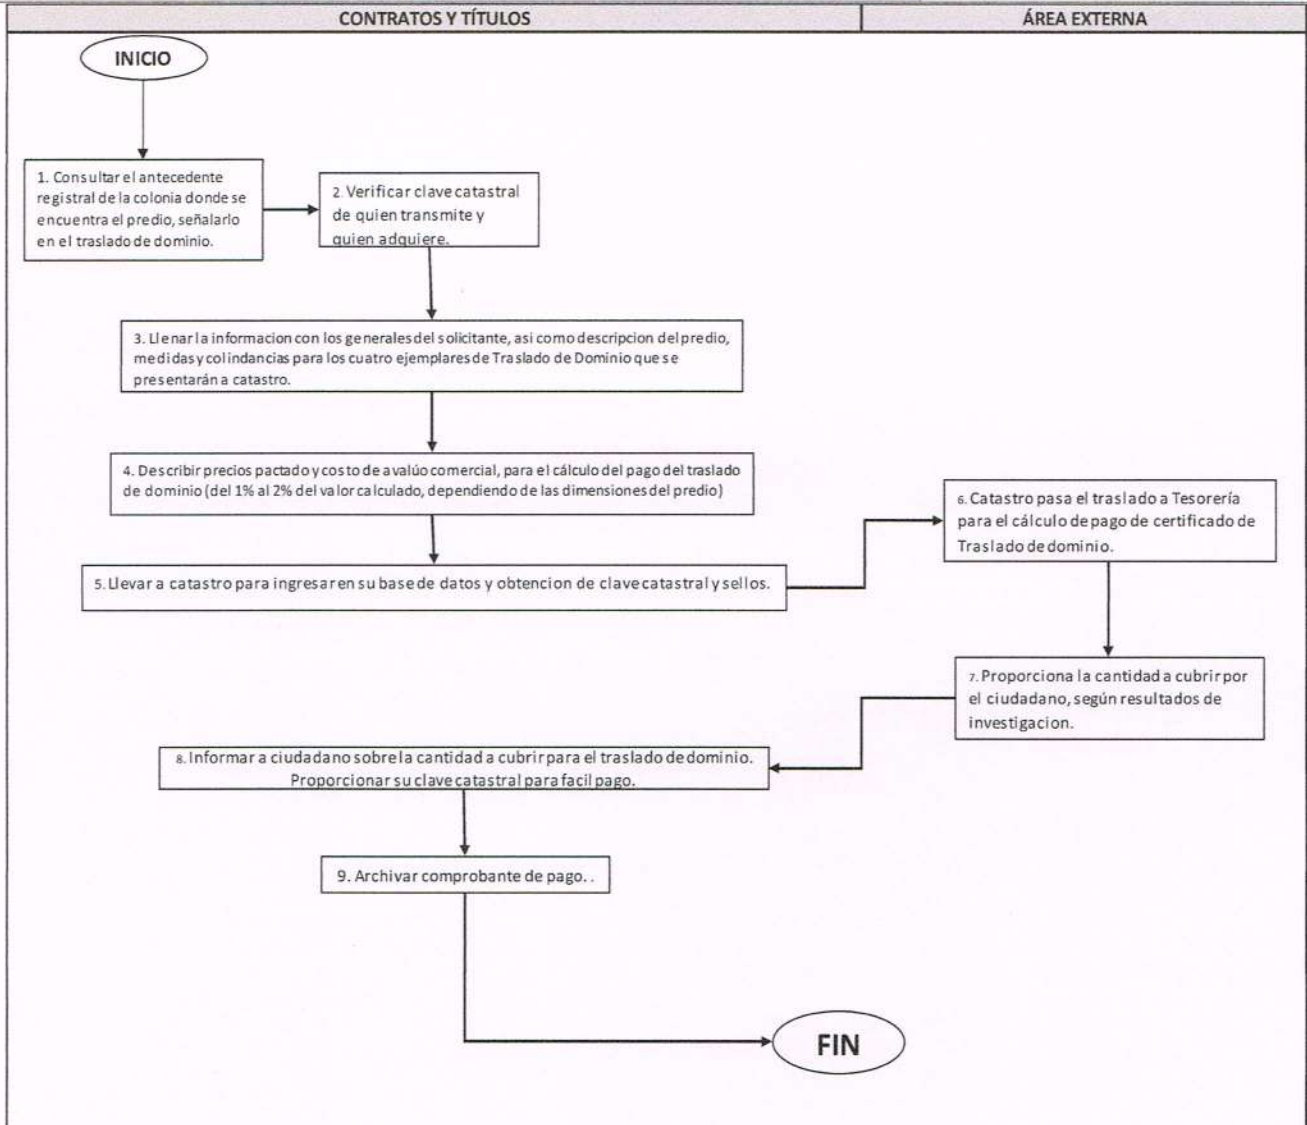 CONTRATOS Y TÍTULOS
ÁREA EXTERNA
INICIO
1. Consultar el antecedente
registral de la colonia donde se
encuentra el predio, señalarlo
en el traslado de dominio.
2. Verificar clave catastral
de quien transmite y
quien adquiere.
3. Llenar la informacion con los generales del solicitante, asi como descripcion del predio,
medidas y colindancias para los cuatro ejemplares de Traslado de Dominio que se
presentarán a catastro.
4. Describir precios pactado y costo de avalúo comercial, para el cálculo del pago del traslado
de dominio (del 1% al 2% del valor calculado, dependiendo de las dimensiones del predio)
5. Llevar a catastro para ingresar en su base de datos y obtencion de clave catastral y sellos.
6. Catastro pasa el traslado a Tesorería
para el cálculo de pago de certificado de
Traslado de dominio.
7. Proporciona la cantidad a cubrir por
el ciudadano, según resultados de
investigacion.
8. Informar a ciudadano sobre la cantidad a cubrir para el traslado de dominio.
Proporcionar su clave catastral para facil pago.
9. Archivar comprobante de pago. .
FIN